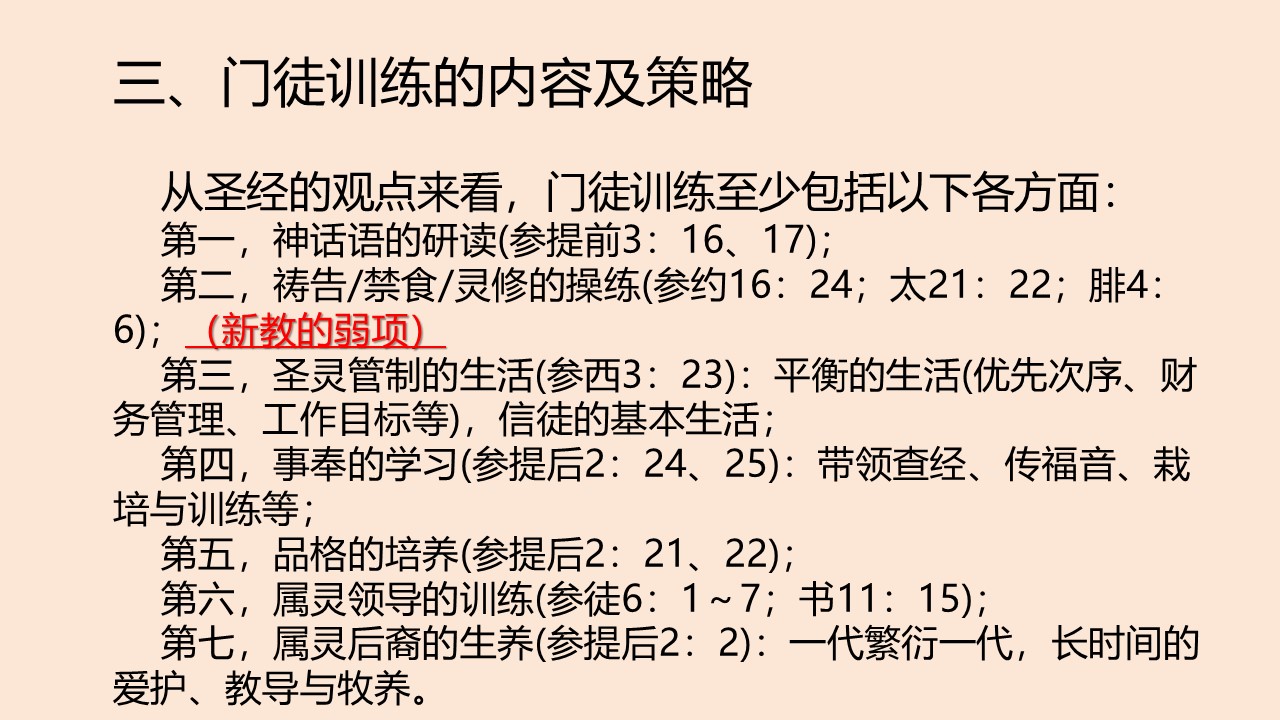 三、门徒训练的内容及策略
从圣经的观点来看，门徒训练至少包括以下各方面：
第一，神话语的研读(参提前3：16、17)；
第二，祷告/禁食/灵修的操练(参约16：24；太21：22；腓4：
6)；（新教的弱项）
第三，圣灵管制的生活(参西3：23)：平衡的生活(优先次序、财
务管理、工作目标等)，信徒的基本生活；
第四，事奉的学习(参提后2：24、25)：带领查经、传福音、栽
培与训练等；
第五，品格的培养(参提后2：21、22)；
第六，属灵领导的训练(参徒6：1～7；书11：15)；
第七，属灵后裔的生养(参提后2：2)：一代繁衍一代，长时间的
爱护、教导与牧养。